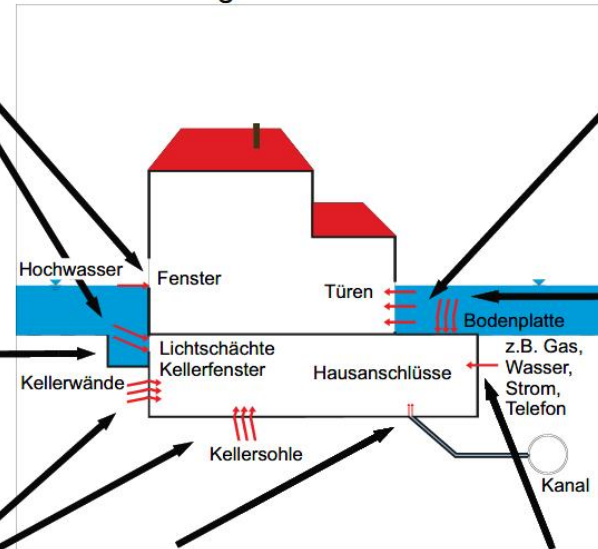 g
Hochwasser
Fenster
Türen
Bodenplatte
Lichtschächte
Kellerfenster
z.B. Gas,
Wasser,
Strom,
Telefon
Hausanschlüsse
Kellerwände
Kellersohle
Kanal